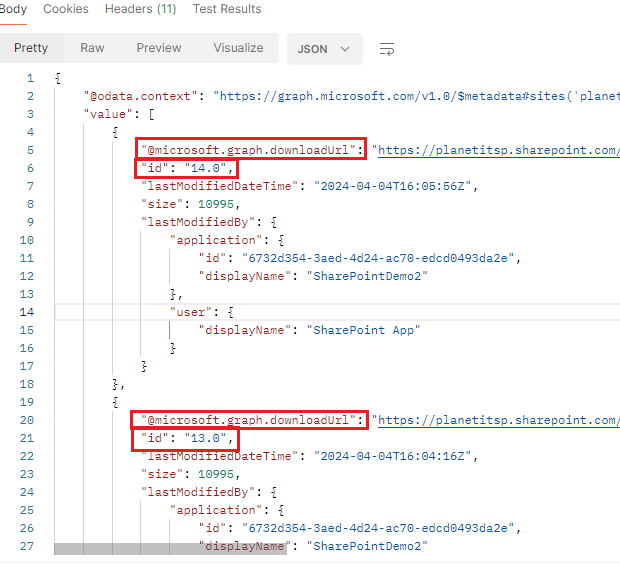 Body Cookies Headers (11) Test Results
Pretty Raw Preview Visualize JSON
1 {
2 "@odata.context": "https://graph.microsoft.com/v1.0/$metadata#sites('planet
3 "value": [
4 {
5 "@microsoft.graph.downloadUrl": "https://planetitsp.sharepoint.com/
6 "id": "14.0",
7 "lastModifiedDateTime": "2024-04-04T16:05:56Z",
8 "size": 10995,
9 "lastModifiedBy": {
10 "application": {
11 "id": "6732d354-3aed-4d24-ac70-edcd0493da2e",
12 "displayName": "SharePointDemo2"
13 },
14 "user": {
15 "displayName": "SharePoint App"
16 }
17 }
18 },
19 {
20 "@microsoft.graph.downloadUrl": "https://planetitsp.sharepoint.com/
21 "id": "13.0",
22 "lastModifiedDateTime": "2024-04-04T16:04:16Z",
23 "size": 10995,
24 "lastModifiedBy": {
25 "application": {
26 "id": "6732d354-3aed-4d24-ac70-edcd0493da2e",
27 "displayName": "SharePointDemo2"